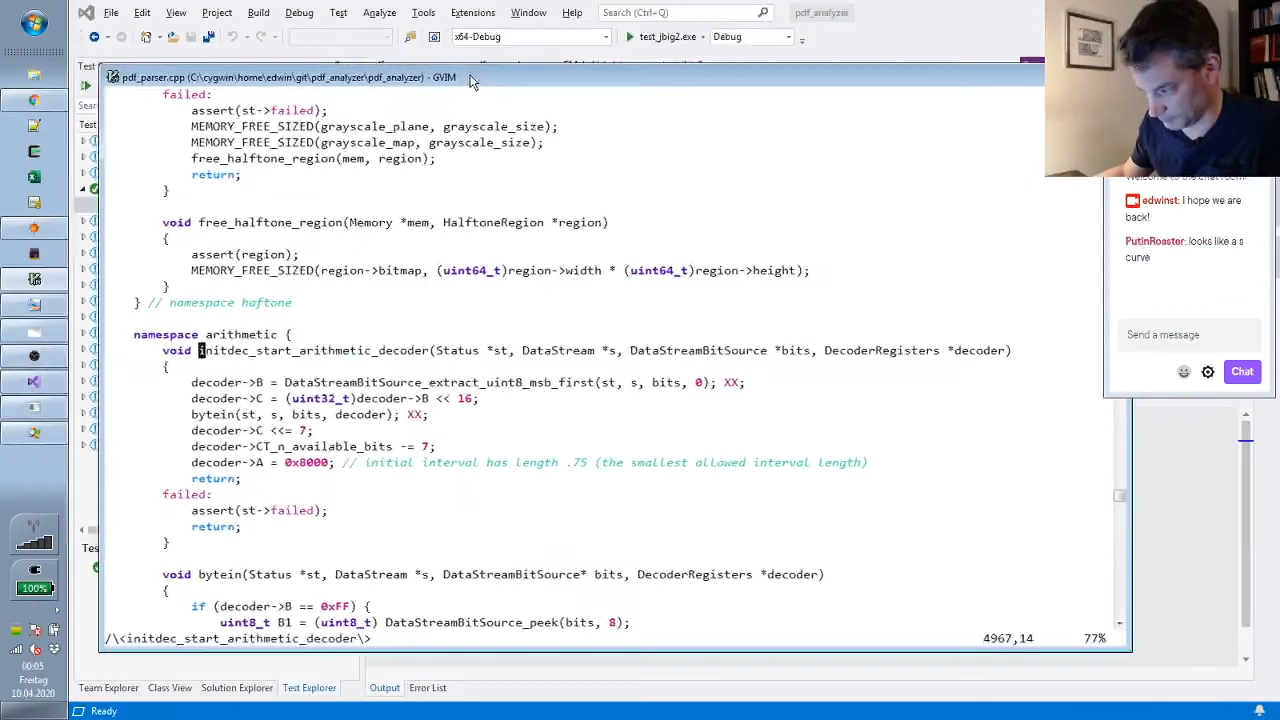 File Edit View Project Build Debug Test Analyze Tools Extensions Window Help Search (Ctrl+Q) pdf_analyzer
x64-Debug test_jbig2.exe Debug
pdf_parser.cpp (C:\cygwin\home\edwin\git\pdf_analyzer\pdf_analyzer) - GVIM
failed:
assert(st->failed);
MEMORY_FREE_SIZED(grayscale_plane, grayscale_size);
MEMORY_FREE_SIZED(grayscale_map, grayscale_size);
free_halftone_region(mem, region);
return;
}
void free_halftone_region(Memory *mem, HalftoneRegion *region)
{
assert(region);
MEMORY_FREE_SIZED(region->bitmap, (uint64_t)region->width * (uint64_t)region->height);
}
} // namespace haftone
namespace arithmetic {
void initdec_start_arithmetic_decoder(Status *st, DataStream *s, DataStreamBitSource *bits, DecoderRegisters *decoder)
{
decoder->B = DataStreamBitSource_extract_uint8_msb_first(st, s, bits, 0); XX;
decoder->C = (uint32_t)decoder->B << 16;
bytein(st, s, bits, decoder); XX;
decoder->C <<= 7;
decoder->CT_n_available_bits -= 7;
decoder->A = 0x8000; // initial interval has length .75 (the smallest allowed interval length)
return;
failed:
assert(st->failed);
return;
}
void bytein(Status *st, DataStream *s, DataStreamBitSource* bits, DecoderRegisters *decoder)
{
if (decoder->B == 0xFF) {
uint8_t B1 = (uint8_t) DataStreamBitSource_peek(bits, 8);
/\<initdec_start_arithmetic_decoder\> 4967,14 77%
Welcome to the chat room!
edwinst: I hope we are
back!
PutinRoaster: looks like a s
curve
Send a message
Chat
Team Explorer Class View Solution Explorer Test Explorer Output Error List
Ready
100%
00:05
Freitag
10.04.2020